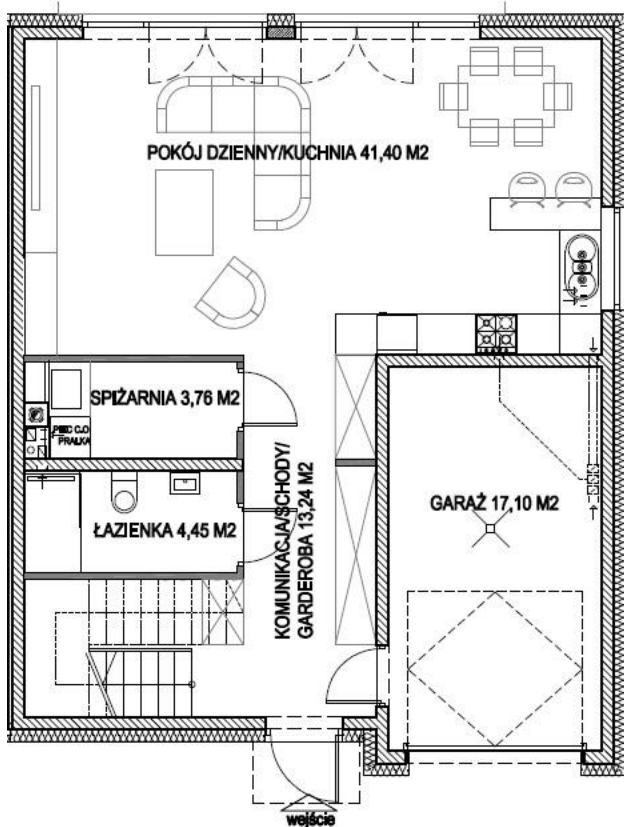 POKÓJ DZIENNY/KUCHNIA 41,40 M2
SPIŻARNIA 3,76 M2
PIEC C.O
PRALKA
ŁAZIENKA 4,45 M2
KOMUNIKACJA/SCHODY/
GARDEROBA 13,24 M2
GARAŻ 17,10 M2
wejście